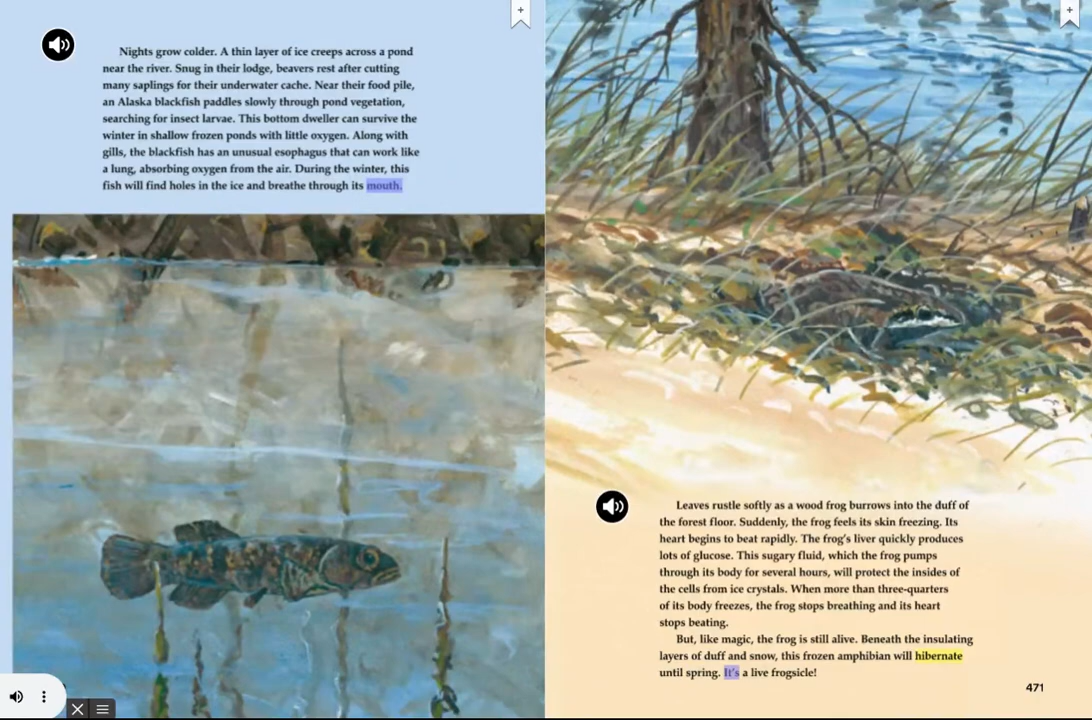 Nights grow colder. A thin layer of ice creeps across a pond
near the river. Snug in their lodge, beavers rest after cutting
many saplings for their underwater cache. Near their food pile,
an Alaska blackfish paddles slowly through pond vegetation,
searching for insect larvae. This bottom dweller can survive the
winter in shallow frozen ponds with little oxygen. Along with
gills, the blackfish has an unusual esophagus that can work like
a lung, absorbing oxygen from the air. During the winter, this
fish will find holes in the ice and breathe through its mouth.
Leaves rustle softly as a wood frog burrows into the duff of
the forest floor. Suddenly, the frog feels its skin freezing. Its
heart begins to beat rapidly. The frog's liver quickly produces
lots of glucose. This sugary fluid, which the frog pumps
through its body for several hours, will protect the insides of
the cells from ice crystals. When more than three-quarters
of its body freezes, the frog stops breathing and its heart
stops beating.
But, like magic, the frog is still alive. Beneath the insulating
layers of duff and snow, this frozen amphibian will hibernate
until spring. It's a live frogsicle!
471